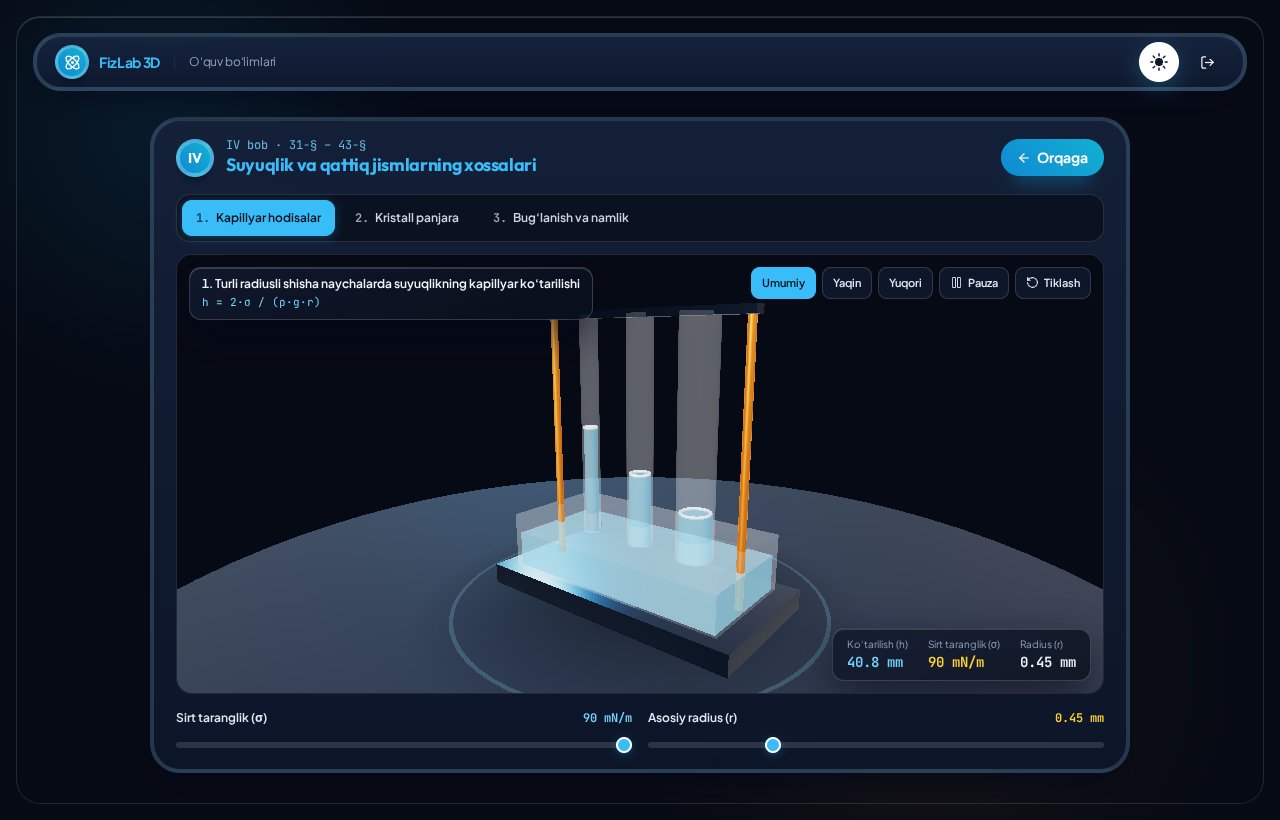 FizLab 3D
O'quv bo'limlari
IV
IV bob · 31-§ – 43-§
Suyuqlik va qattiq jismlarning xossalari
Orqaga
1. Kapillyar hodisalar
2. Kristall panjara
3. Bug‘lanish va namlik
1. Turli radiusli shisha naychalarda suyuqlikning kapillyar ko‘tarilishi
h = 2·σ / (ρ·g·r)
Umumiy
Yaqin
Yuqori
Pauza
Tiklash
Ko‘tarilish (h)
40.8 mm
Sirt taranglik (σ)
90 mN/m
Radius (r)
0.45 mm
Sirt taranglik (σ)
90 mN/m
Asosiy radius (r)
0.45 mm